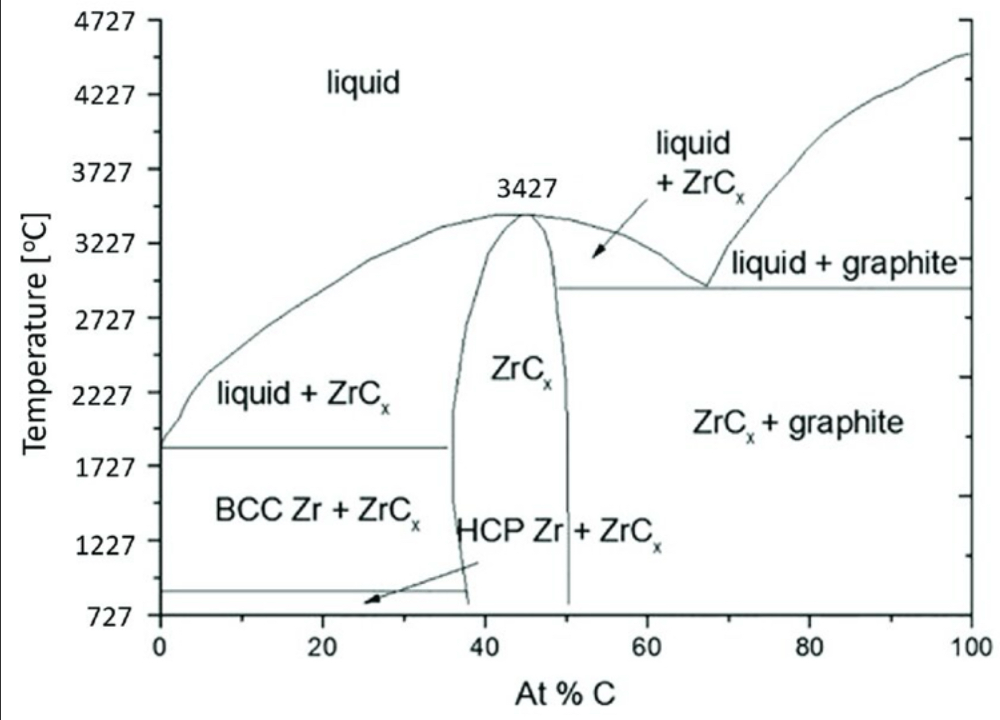 4727
4227
3727
3227
2727
2227
1727
1227
727
Temperature [ºC]
liquid
liquid
+ ZrCₓ
3427
liquid + graphite
ZrCₓ
liquid + ZrCₓ
ZrCₓ + graphite
BCC Zr + ZrCₓ
HCP Zr + ZrCₓ
0 20 40 60 80 100
At % C